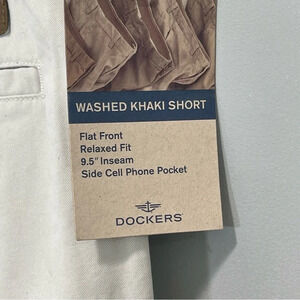 WASHED KHAKI SHORT
Flat Front
Relaxed Fit
9.5" Inseam
Side Cell Phone Pocket
DOCKERS®